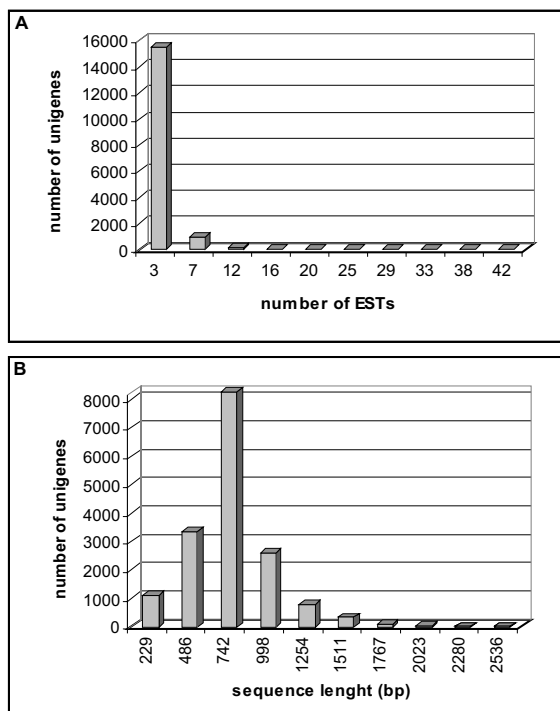 A
number of unigenes
16000
14000
12000
10000
8000
6000
4000
2000
0
3 7 12 16 20 25 29 33 38 42
number of ESTs
B
number of unigenes
8000
7000
6000
5000
4000
3000
2000
1000
0
229 486 742 998 1254 1511 1767 2023 2280 2536
sequence lenght (bp)